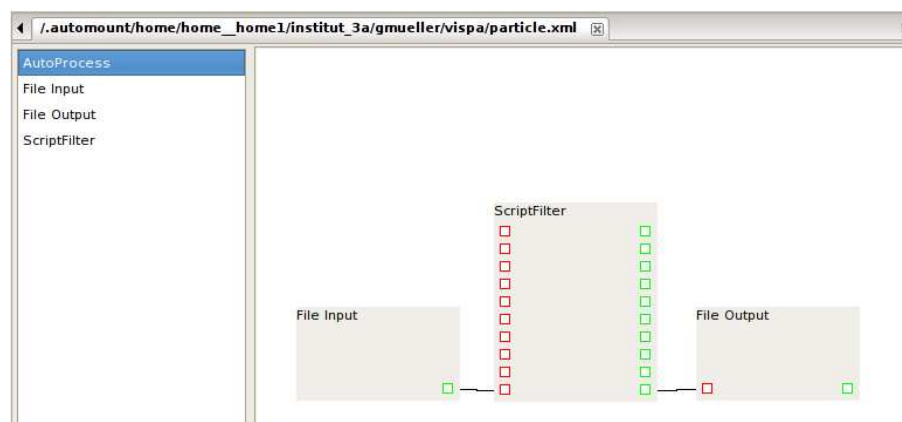 /.automount/home/home__home1/institut_3a/gmueller/vispa/particle.xml
AutoProcess
File Input
File Output
ScriptFilter
ScriptFilter
File Input
File Output